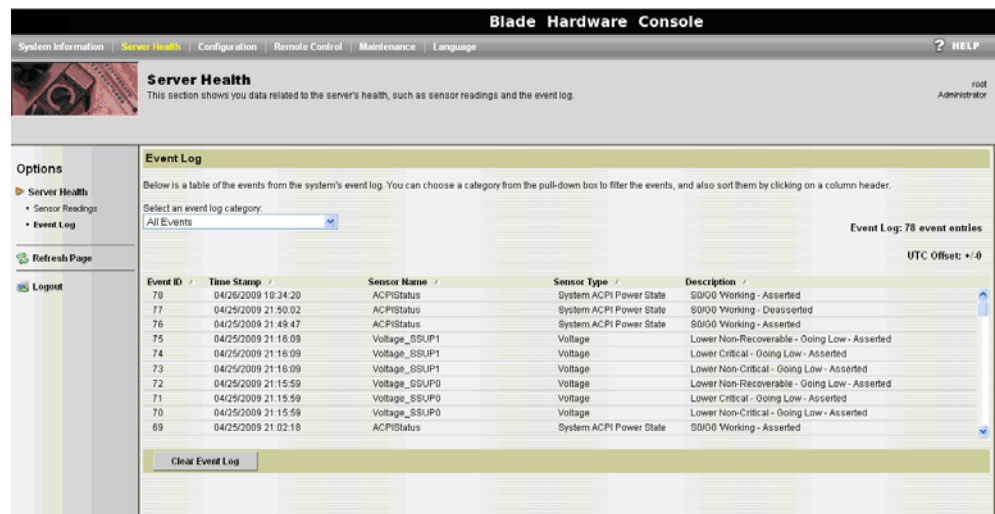 Blade Hardware Console
System Information | Server Health | Configuration | Remote Control | Maintenance | Language
? HELP
Server Health
This section shows you data related to the server's health, such as sensor readings and the event log.
root
Administrator
Options
Server Health
• Sensor Readings
• Event Log
Refresh Page
Logout
Event Log
Below is a table of the events from the system's event log. You can choose a category from the pull-down box to filter the events, and also sort them by clicking on a column header.
Select an event log category:
All Events
Event Log: 78 event entries
UTC Offset: +/-0
Event ID Time Stamp Sensor Name Sensor Type Description
78 04/26/2009 18:34:20 ACPIStatus System ACPI Power State S0/G0 Working - Asserted
77 04/25/2009 21:50:02 ACPIStatus System ACPI Power State S0/G0 Working - Deasserted
76 04/25/2009 21:49:47 ACPIStatus System ACPI Power State S0/G0 Working - Asserted
75 04/25/2009 21:16:09 Voltage_SSUP1 Voltage Lower Non-Recoverable - Going Low - Asserted
74 04/25/2009 21:16:09 Voltage_SSUP1 Voltage Lower Critical - Going Low - Asserted
73 04/25/2009 21:16:09 Voltage_SSUP1 Voltage Lower Non-Critical - Going Low - Asserted
72 04/25/2009 21:15:59 Voltage_SSUP0 Voltage Lower Non-Recoverable - Going Low - Asserted
71 04/25/2009 21:15:59 Voltage_SSUP0 Voltage Lower Critical - Going Low - Asserted
70 04/25/2009 21:15:59 Voltage_SSUP0 Voltage Lower Non-Critical - Going Low - Asserted
69 04/25/2009 21:02:18 ACPIStatus System ACPI Power State S0/G0 Working - Asserted
Clear Event Log